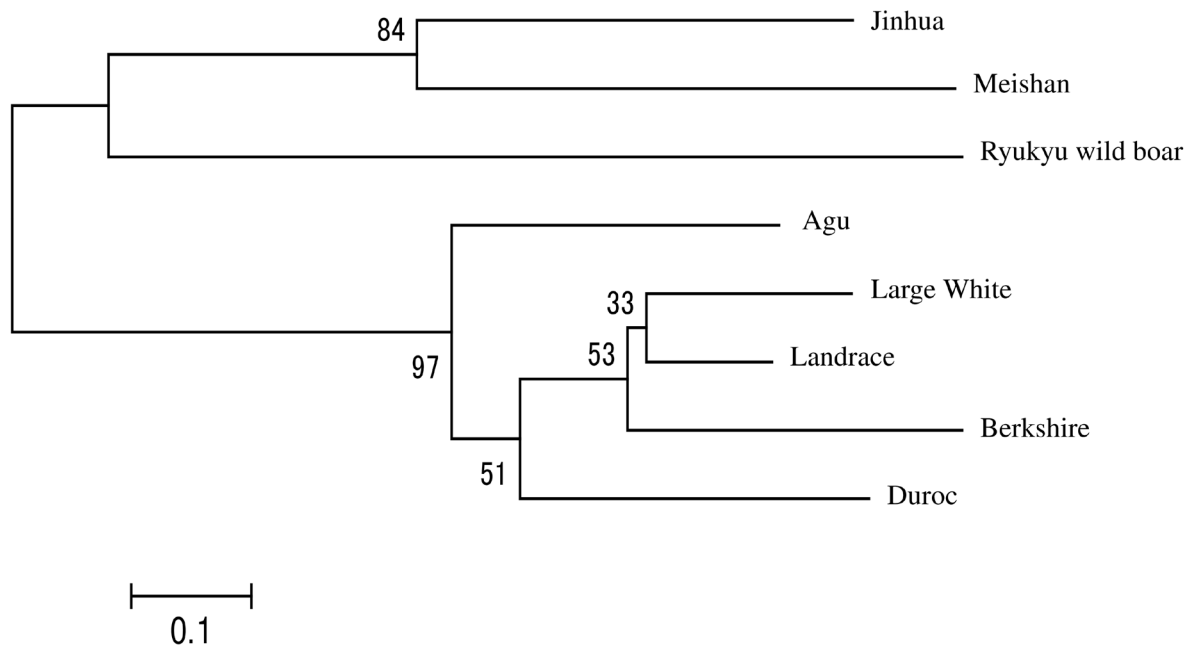 84
Jinhua
Meishan
Ryukyu wild boar
Agu
33
Large White
53
Landrace
97
Berkshire
51
Duroc
0.1